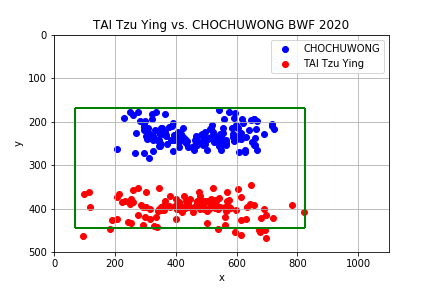 TAI Tzu Ying vs. CHOCHUWONG BWF 2020
CHOCHUWONG
TAI Tzu Ying
0
100
200
300
400
500
y
0 200 400 600 800 1000
x